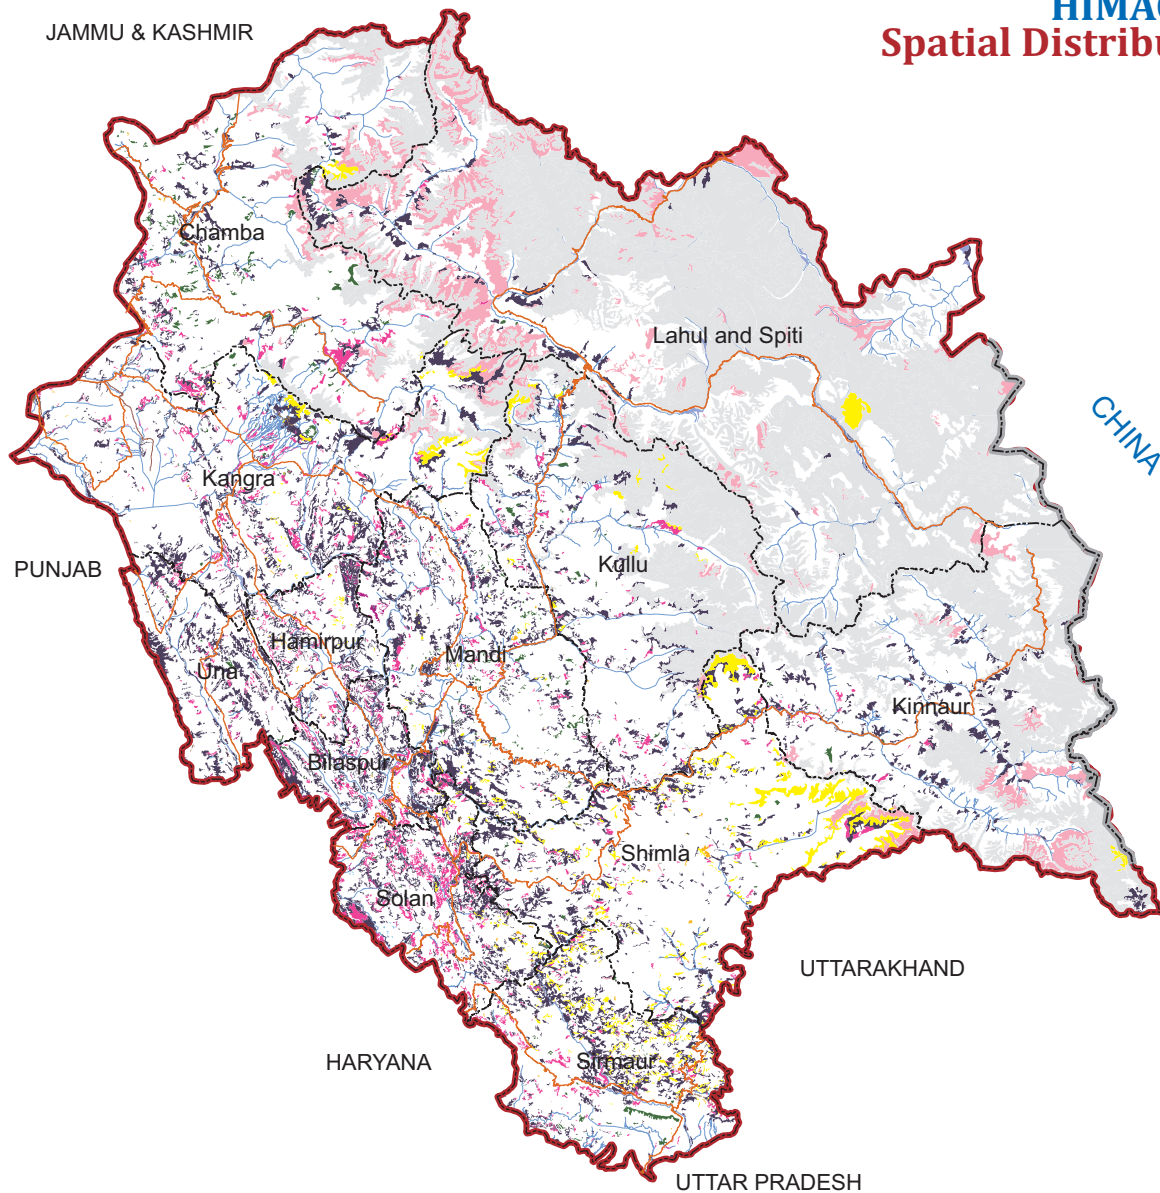 HIMAC
Spatial Distribu
JAMMU & KASHMIR
Chamba
Lahul and Spiti
CHINA
Kangra
PUNJAB
Kullu
Hamirpur
Mandi
Una
Kinnaur
Bilaspur
Shimla
Solan
UTTARAKHAND
HARYANA
Sirmaur
UTTAR PRADESH